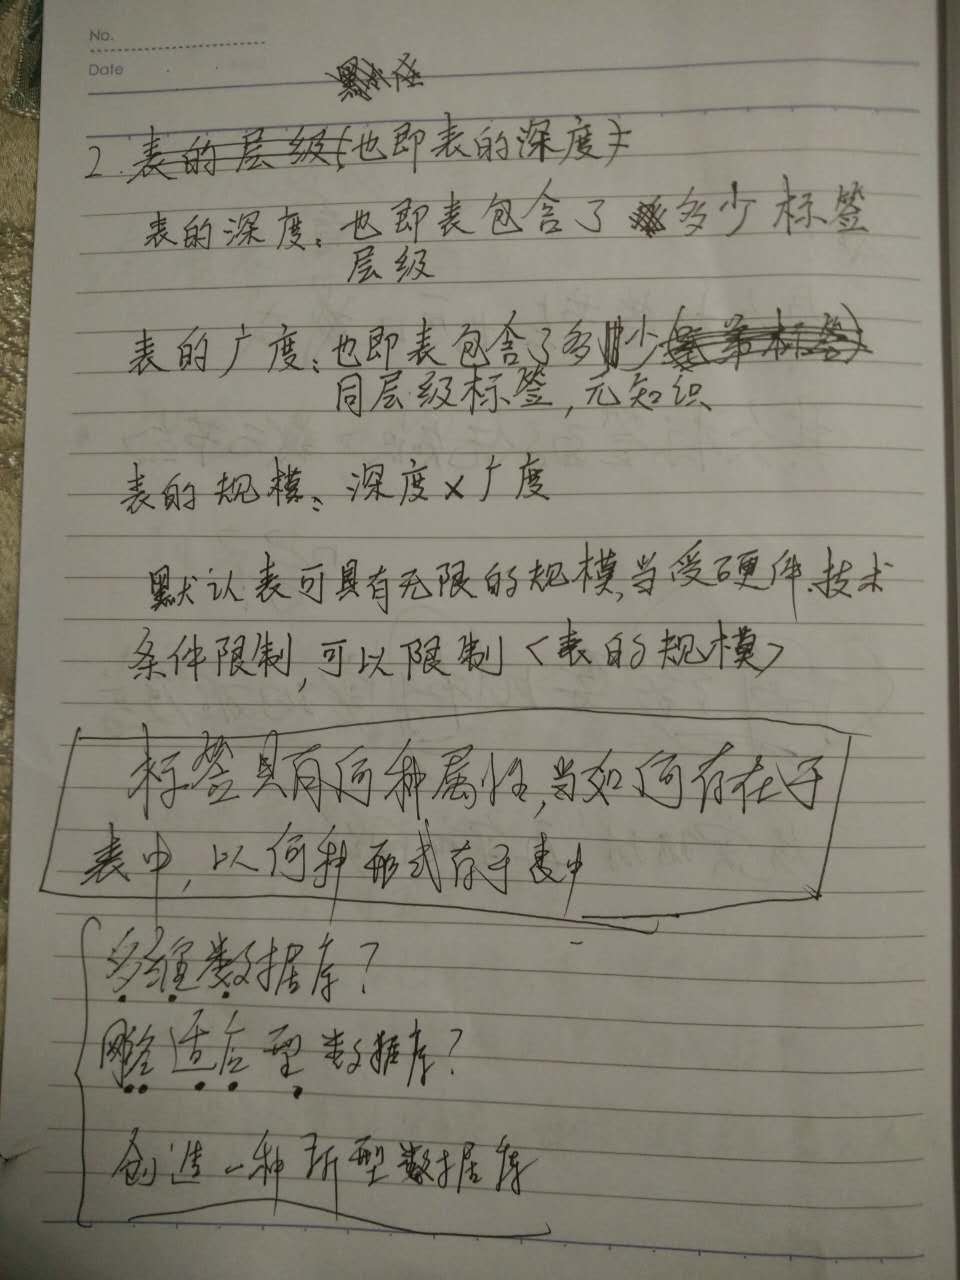 No.
Date
2. 表的层级(也即表的深度)
表的深度: 也即表包含了多少标签
层级
表的广度: 也即表包含了多少
同层级标签,元知识
表的规模: 深度×广度
默认表可具有无限的规模,当受硬件、技术
条件限制,可以限制<表的规模>
标签具有何种属性,当如何存在于
表中,以何种形式存于表中
多维数据库?
适合型数据库?
创造一种新型数据库